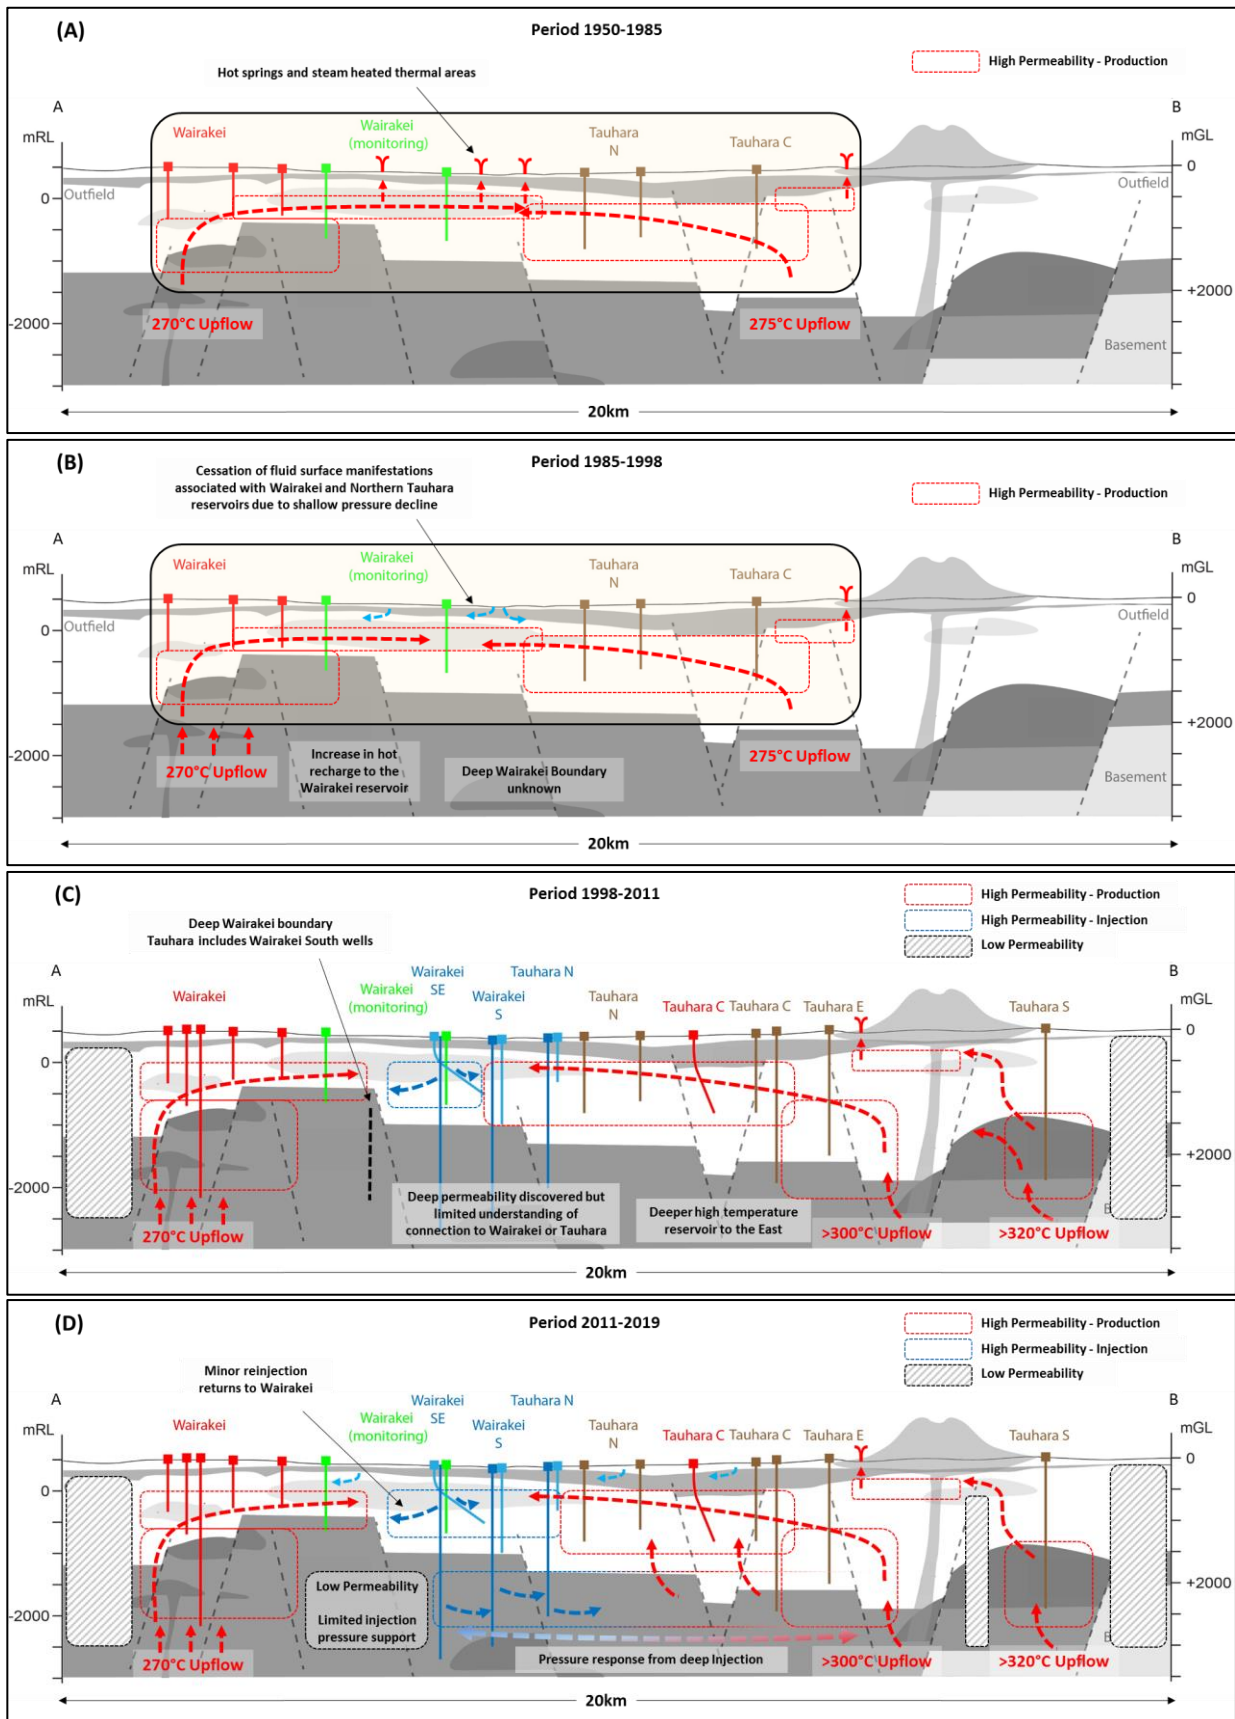 (A)
Period 1950-1985
High Permeability - Production
Hot springs and steam heated thermal areas
A
B
mRL
mGL
Wairakei
Wairakei
(monitoring)
Tauhara
N
Tauhara C
0
0
Outfield
Outfield
+2000
-2000
270°C Upflow
275°C Upflow
Basement
20km
(B)
Period 1985-1998
High Permeability - Production
Cessation of fluid surface manifestations
associated with Wairakei and Northern Tauhara
reservoirs due to shallow pressure decline
A
B
mRL
mGL
Wairakei
Wairakei
(monitoring)
Tauhara
N
Tauhara C
0
0
Outfield
Outfield
+2000
-2000
270°C Upflow
Increase in hot
recharge to the
Wairakei reservoir
Deep Wairakei Boundary
unknown
275°C Upflow
Basement
20km
(C)
Period 1998-2011
High Permeability - Production
High Permeability - Injection
Low Permeability
Deep Wairakei boundary
Tauhara includes Wairakei South wells
A
B
mRL
mGL
Wairakei
Wairakei
(monitoring)
Wairakei
SE
Wairakei
S
Tauhara N
Tauhara
N
Tauhara C
Tauhara C
Tauhara E
Tauhara S
0
0
+2000
-2000
270°C Upflow
Deep permeability discovered but
limited understanding of
connection to Wairakei or Tauhara
Deeper high temperature
reservoir to the East
>300°C Upflow
>320°C Upflow
20km
(D)
Period 2011-2019
High Permeability - Production
High Permeability - Injection
Low Permeability
Minor reinjection
returns to Wairakei
A
B
mRL
mGL
Wairakei
Wairakei
(monitoring)
Wairakei
SE
Wairakei
S
Tauhara N
Tauhara
N
Tauhara C
Tauhara C
Tauhara E
Tauhara S
0
0
+2000
-2000
Low Permeability
Limited injection
pressure support
270°C Upflow
Pressure response from deep Injection
>300°C Upflow
>320°C Upflow
20km